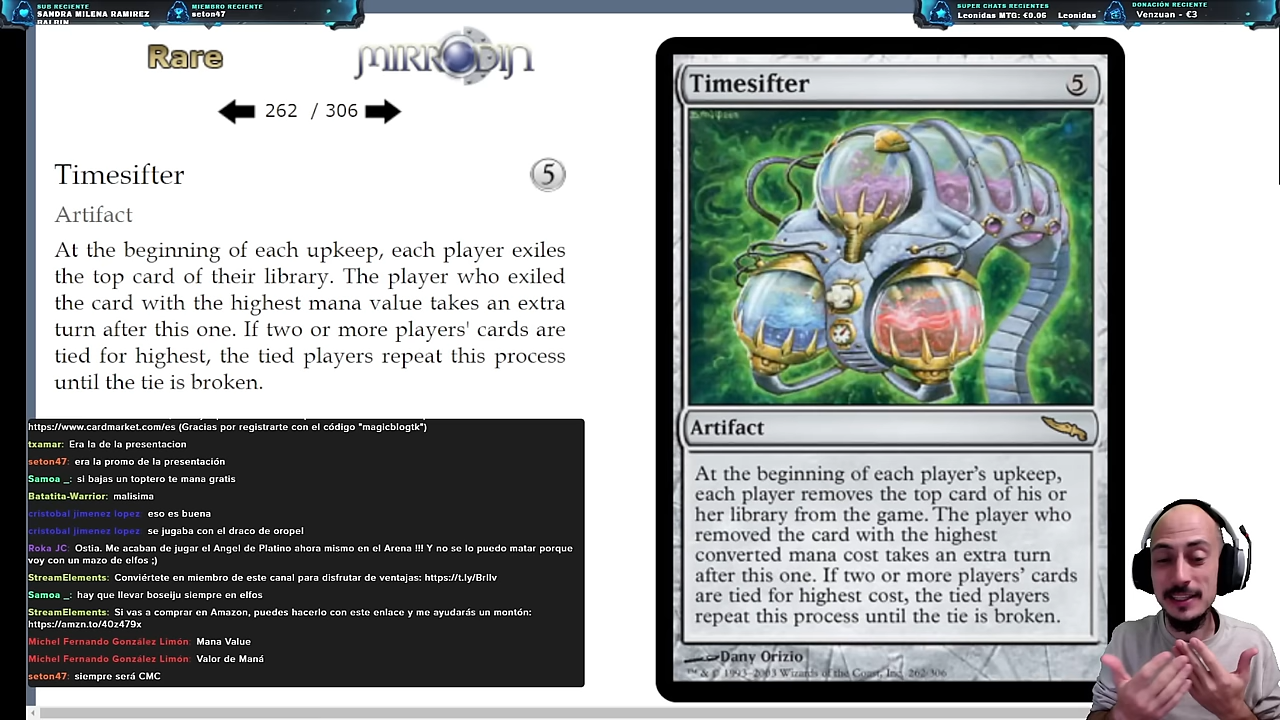 SUB RECIENTE
SANDRA MILENA RAMIREZ
BALBIN
MIEMBRO RECIENTE
seton47
SUPER CHATS RECIENTES
Leonidas MTG: €0.06 Leonidas
DONACIÓN RECIENTE
Venzuan - €3
Rare
MIRRODIN
262 / 306
Timesifter
5
Artifact
At the beginning of each upkeep, each player exiles
the top card of their library. The player who exiled
the card with the highest mana value takes an extra
turn after this one. If two or more players' cards are
tied for highest, the tied players repeat this process
until the tie is broken.
https://www.cardmarket.com/es (Gracias por registrarte con el código "magicblogtk")
txamar: Era la de la presentacion
seton47: era la promo de la presentación
Samoa _: si bajas un toptero te mana gratis
Batatita-Warrior: malisima
cristobal jimenez lopez: eso es buena
cristobal jimenez lopez: se jugaba con el draco de oropel
Roka JC: Ostia. Me acaban de jugar el Angel de Platino ahora mismo en el Arena !!! Y no se lo puedo matar porque
voy con un mazo de elfos ;)
StreamElements: Conviértete en miembro de este canal para disfrutar de ventajas: https://t.ly/BrIlv
Samoa _: hay que llevar boseiju siempre en elfos
StreamElements: Si vas a comprar en Amazon, puedes hacerlo con este enlace y me ayudarás un montón:
https://amzn.to/40z479x
Michel Fernando González Limón: Mana Value
Michel Fernando González Limón: Valor de Maná
seton47: siempre será CMC
Timesifter
5
Artifact
At the beginning of each player's upkeep,
each player removes the top card of his or
her library from the game. The player who
removed the card with the highest
converted mana cost takes an extra turn
after this one. If two or more players' cards
are tied for highest cost, the tied players
repeat this process until the tie is broken.
Dany Orizio
™ & © 1993–2003 Wizards of the Coast, Inc. 262/306